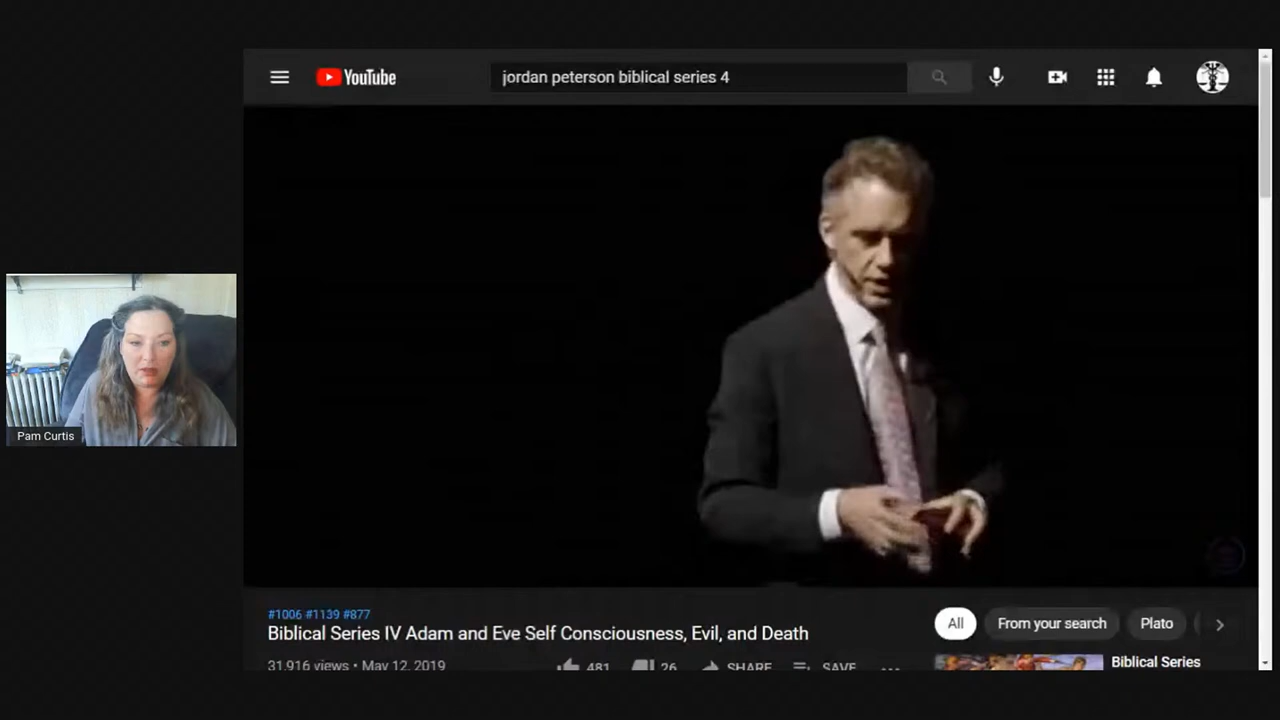 YouTube
jordan peterson biblical series 4
Pam Curtis
#1006 #1139 #877
Biblical Series IV Adam and Eve Self Consciousness, Evil, and Death
All
From your search
Plato
31,916 views • May 12, 2019
481
26
SHARE
SAVE
Biblical Series